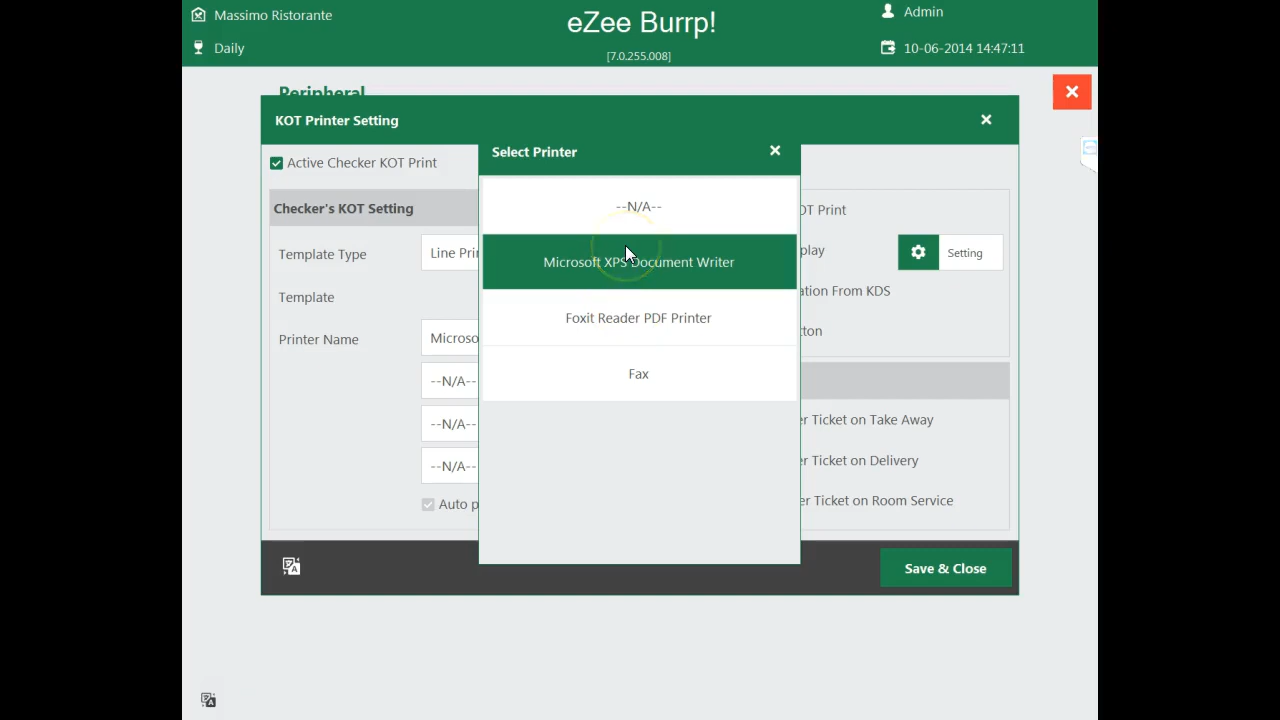 Massimo Ristorante
eZee Burrp!
Admin
Daily
[7.0.255.008]
10-06-2014 14:47:11
Peripheral
KOT Printer Setting
Select Printer
Active Checker KOT Print
--N/A--
Checker's KOT Setting
OT Print
Template Type
Line Prin
Microsoft XPS Document Writer
play
Setting
Template
ation From KDS
Foxit Reader PDF Printer
Printer Name
Microso
tton
--N/A--
Fax
--N/A--
er Ticket on Take Away
--N/A--
er Ticket on Delivery
Auto p
er Ticket on Room Service
Save & Close